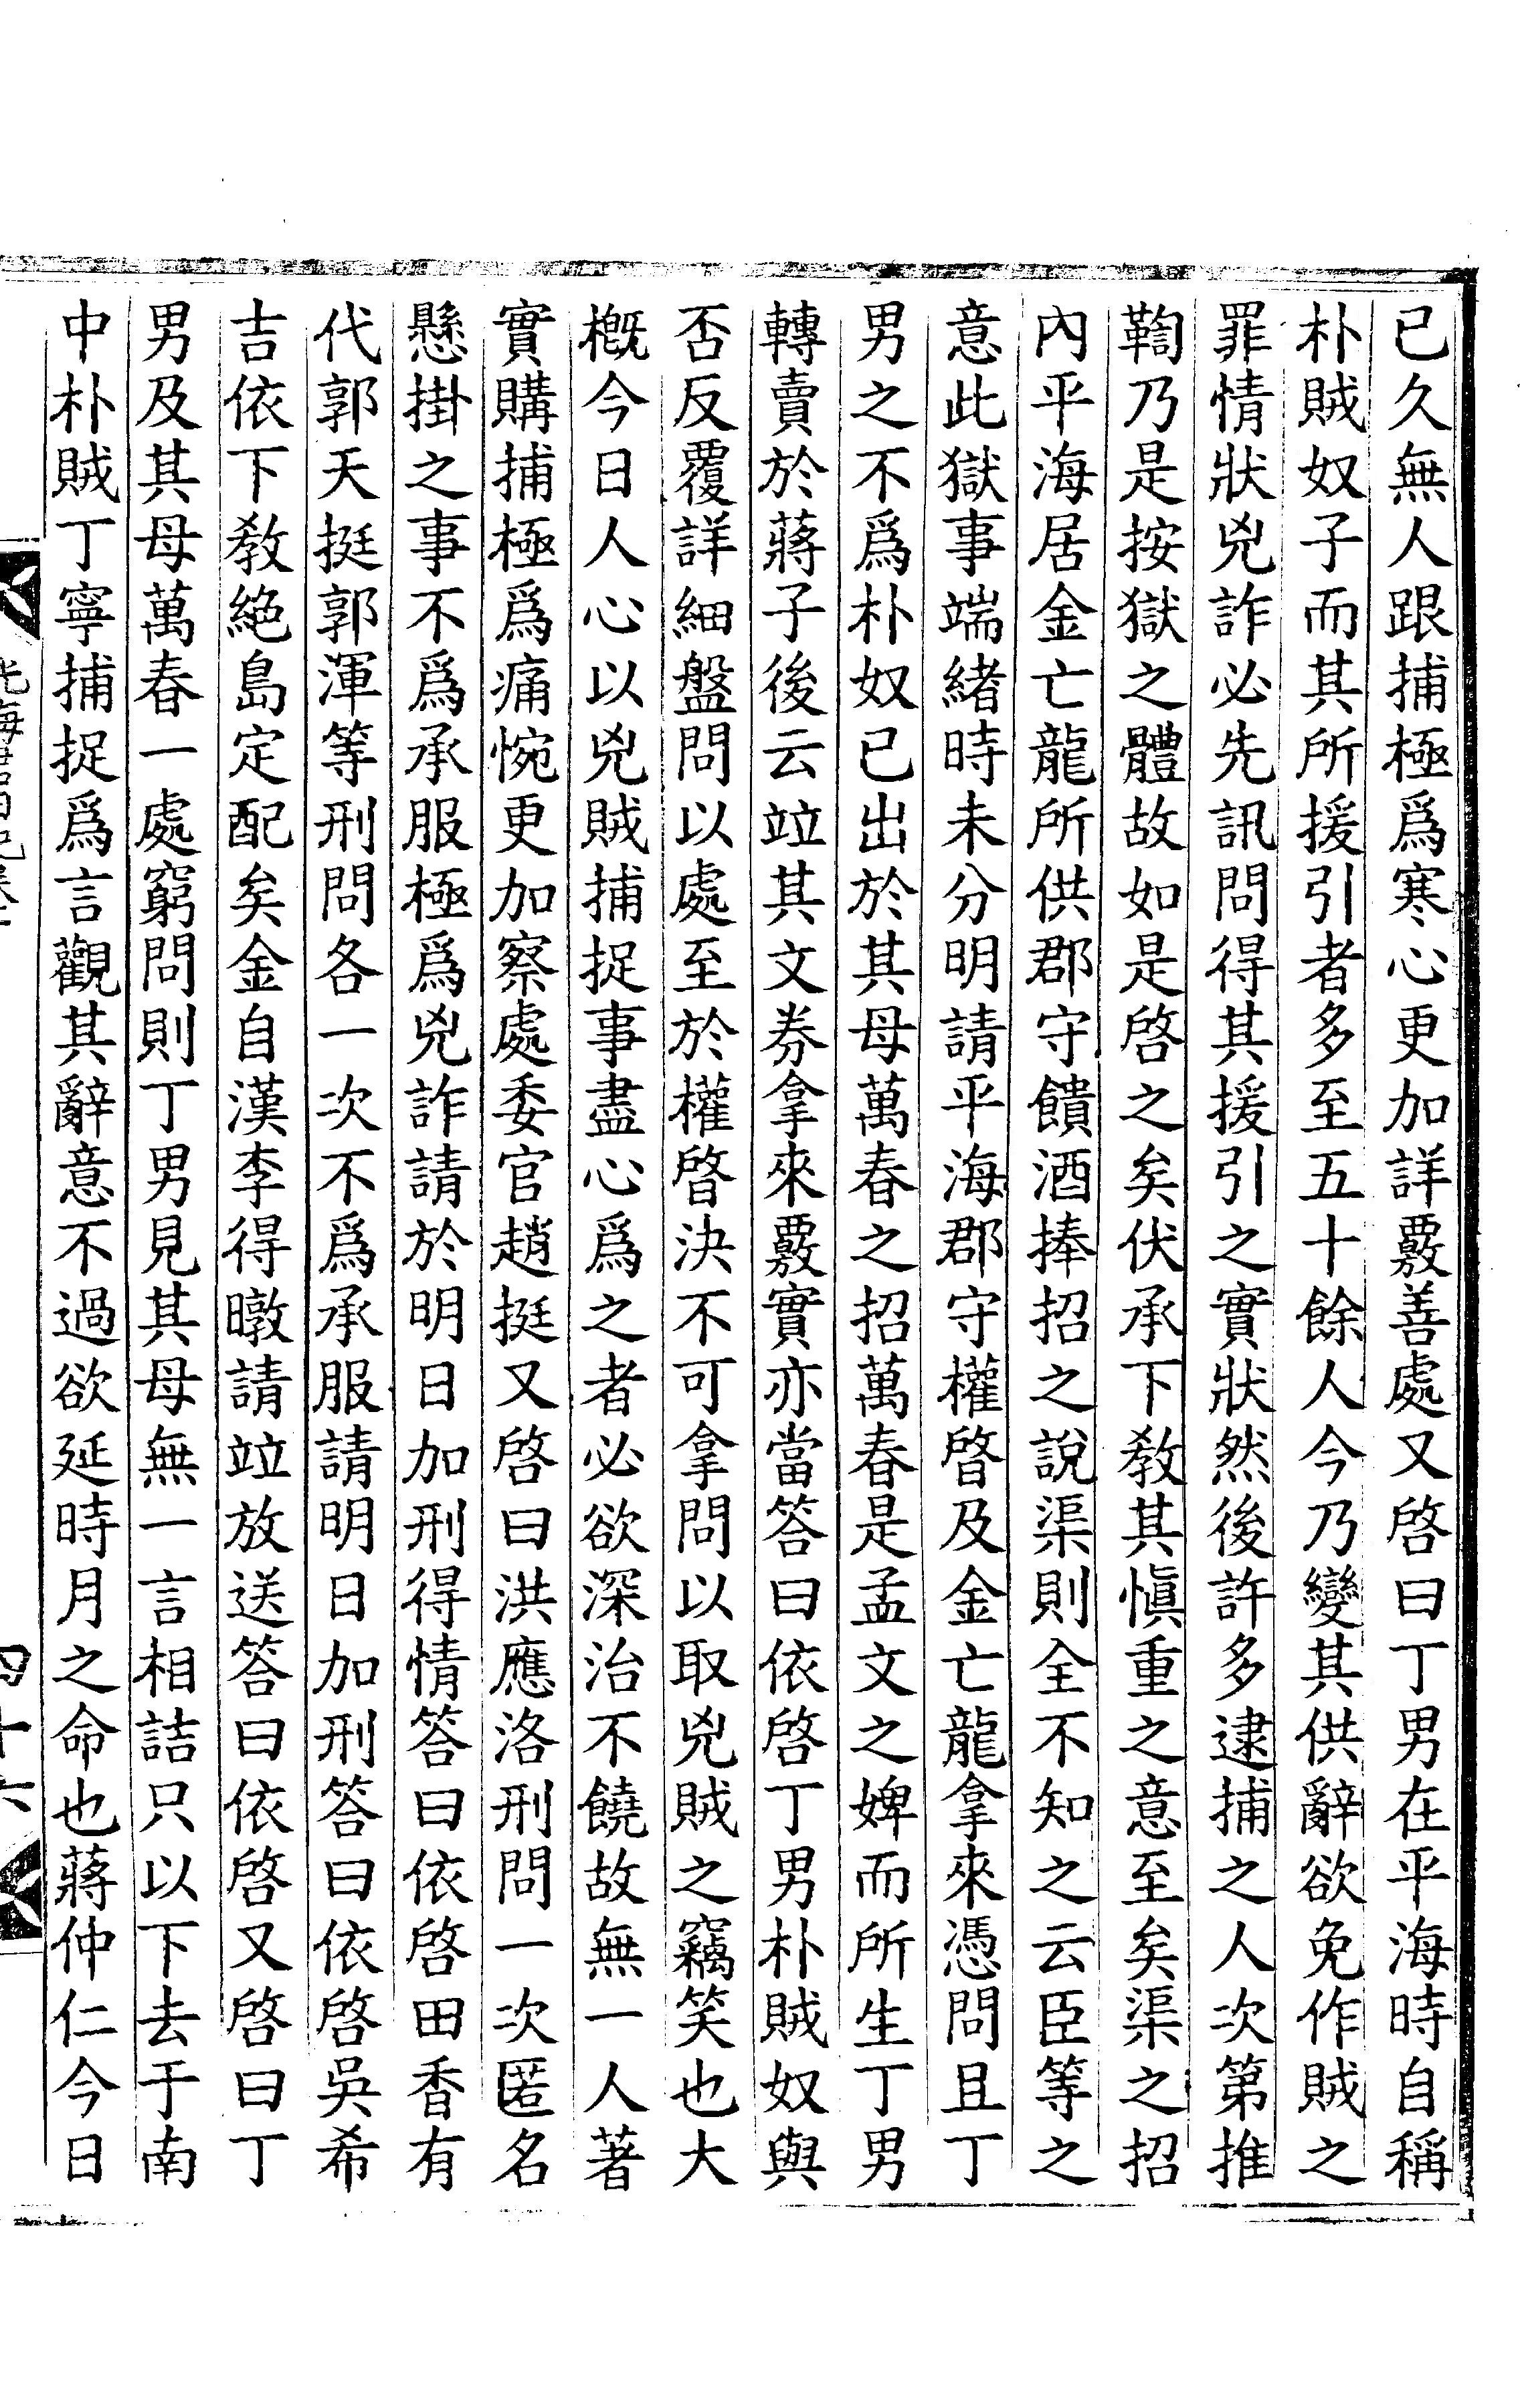 已久無人跟捕極爲寒心更加詳覈善處又啓曰丁男在平海時自稱
朴賊奴子而其所援引者多至五十餘人今乃變其供辭欲免作賊之
罪情狀兇詐必先訊問得其援引之實狀然後許多逮捕之人次第推
鞫乃是按獄之體故如是啓之矣伏承下敎其愼重之意至矣渠之招
內平海居金亡龍所供郡守饋酒捧招之說渠則全不知之云臣等之
意此獄事端緖時未分明請平海郡守權晵及金亡龍拿來憑問且丁
男之不爲朴奴已出於其母萬春之招萬春是孟文之婢而所生丁男
轉賣於蔣子後云竝其文券拿來覈實亦當答曰依啓丁男朴賊奴與
否反覆詳細盤問以處至於權晵決不可拿問以取兇賊之竊笑也大
槪今日人心以兇賊捕捉事盡心爲之者必欲深治不饒故無一人著
實購捕極爲痛惋更加察處委官趙挺又啓曰洪應洛刑問一次匿名
懸掛之事不爲承服極爲兇詐請於明日加刑得情答曰依啓田香有
代郭天挺郭渾等刑問各一次不爲承服請明日加刑答曰依啓吳希
吉依下敎絶島定配矣金自漢李得暾請竝放送答曰依啓又啓曰丁
男及其母萬春一處窮問則丁男見其母無一言相詰只以下去于南
中朴賊丁寧捕捉爲言觀其辭意不過欲延時月之命也蔣仲仁今日
四十六